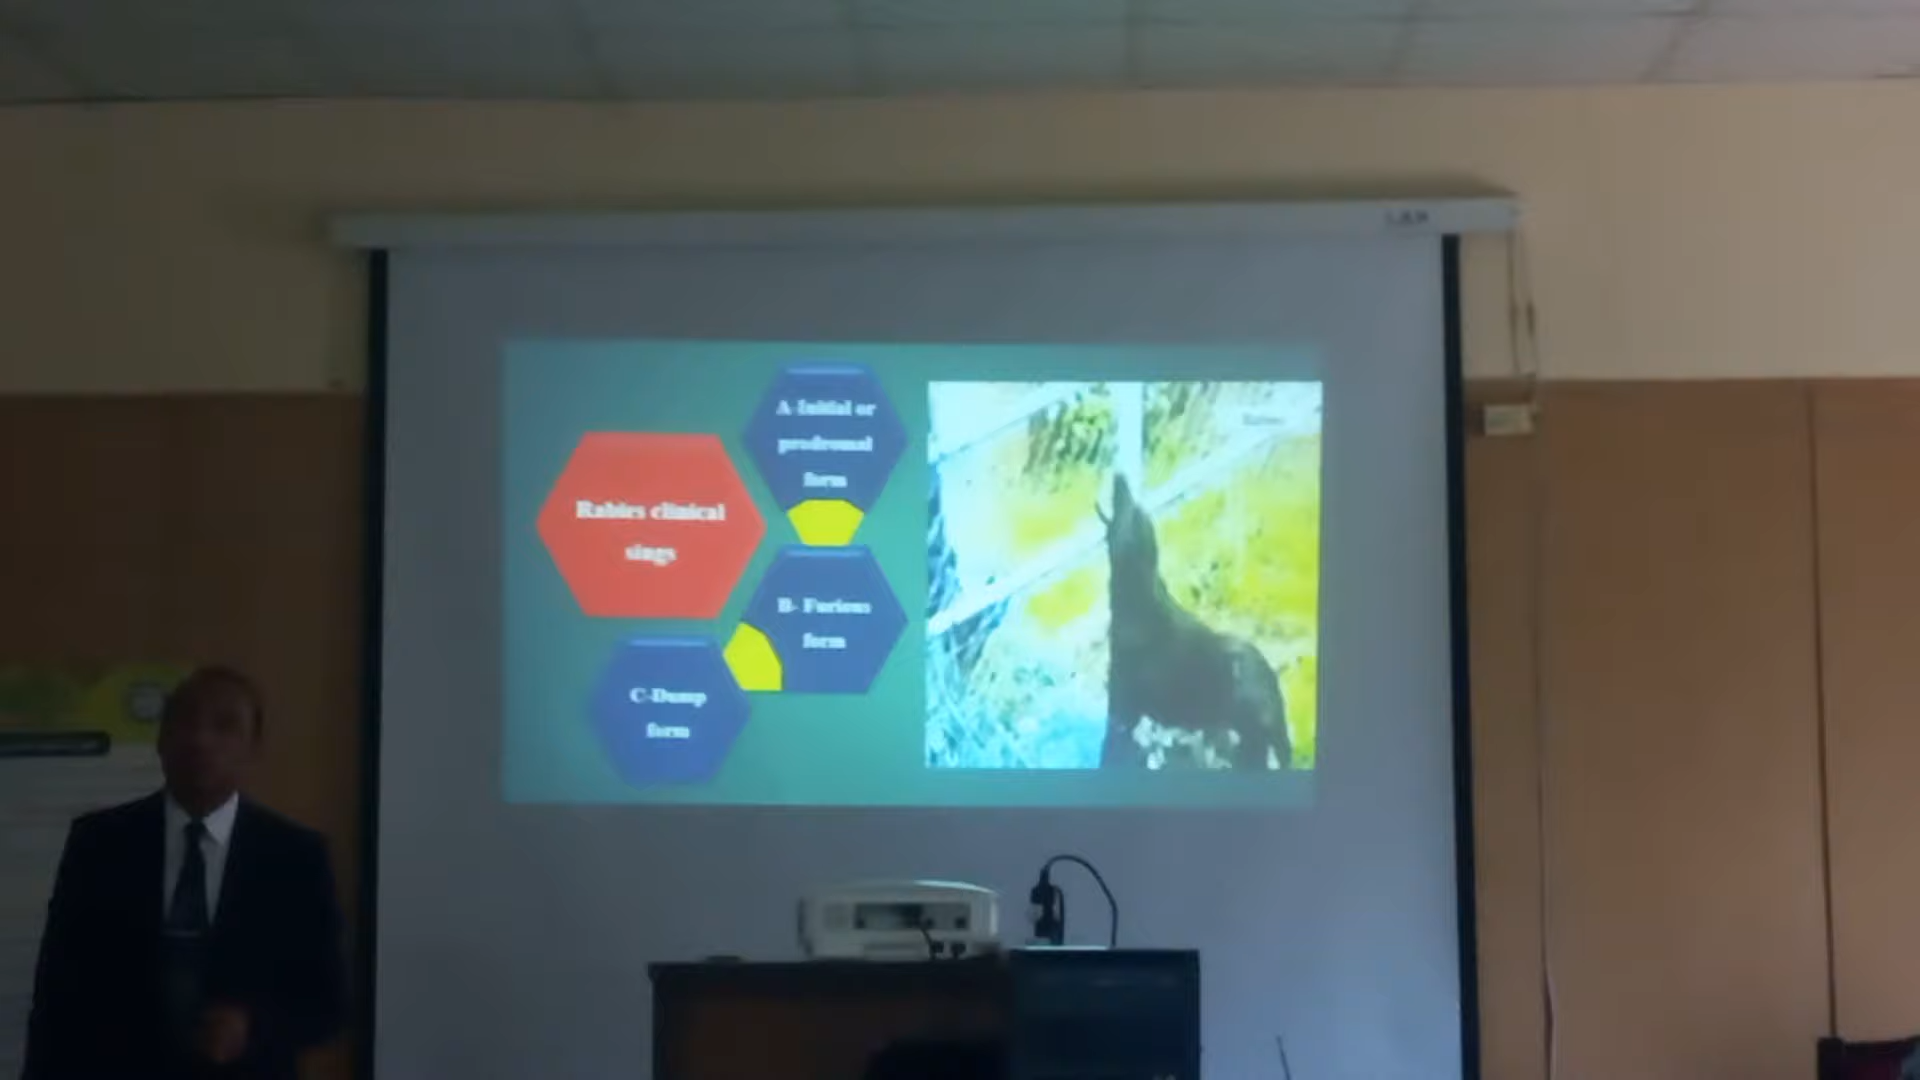 Rabies clinical
sings
A-Initial or
prodromal
form
B- Furious
form
C-Dump
form